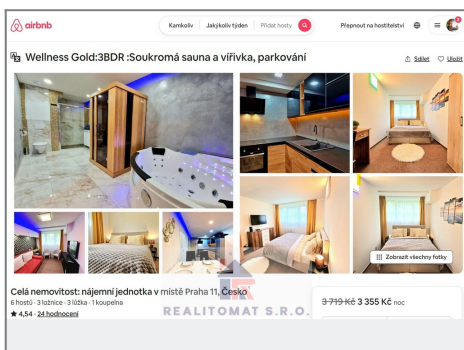 airbnb
Kamkoliv Jakýkoliv týden Přidat hosty
Přepnout na hostitelství
Wellness Gold:3BDR :Soukromá sauna a vířivka, parkování
Sdílet Uložit
Zobrazit všechny fotky
Celá nemovitost: nájemní jednotka v místě Praha 11, Česko
6 hostů · 3 ložnice · 3 lůžka · 1 koupelna
4,54 · 24 hodnocení
3 719 Kč 3 355 Kč noc
REALITOMAT S.R.O.